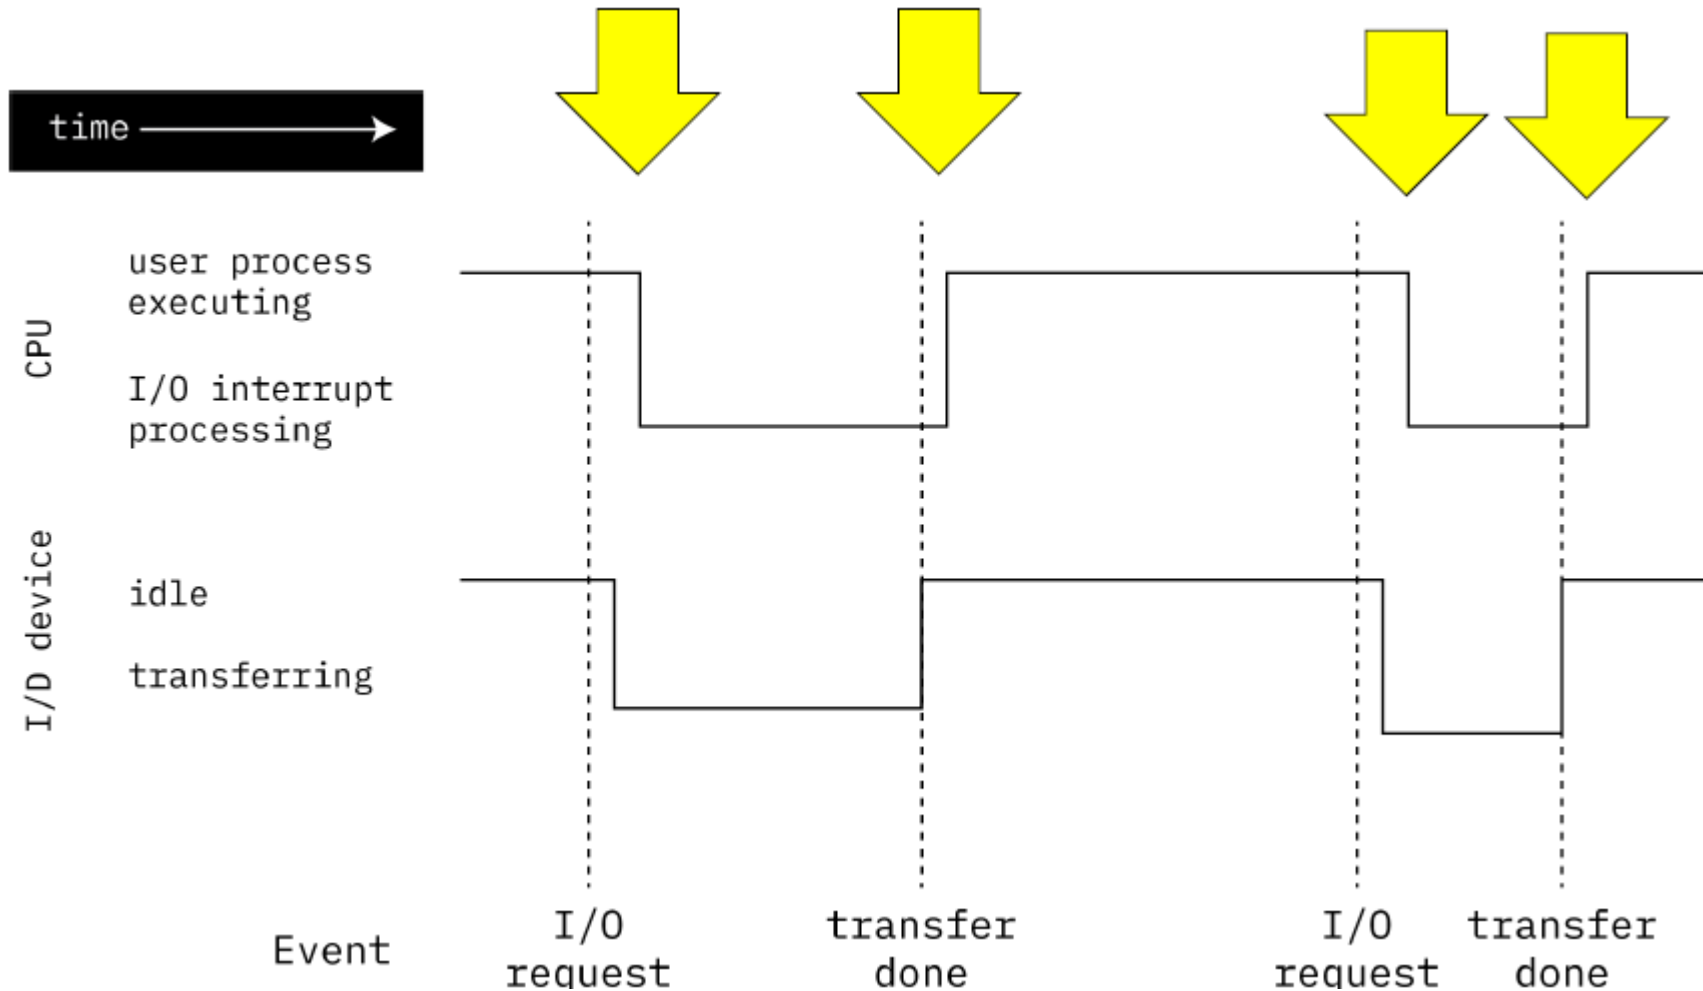 time
user process
executing
CPU
I/O interrupt
processing
I/D device
idle
transferring
Event
I/O
request
transfer
done
I/O
request
transfer
done